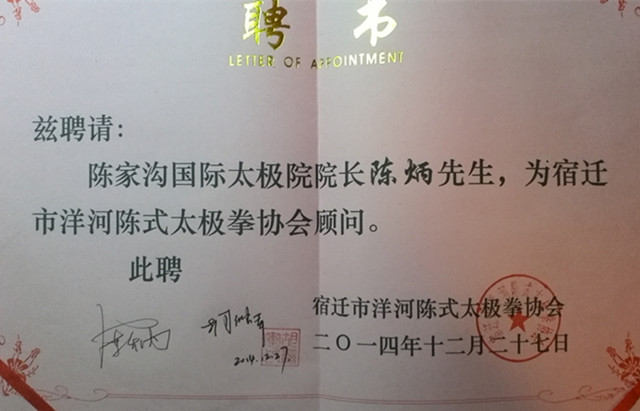 聘书
LETTER OF APPOINTMENT
兹聘请：
陈家沟国际太极院院长陈炳先生，为宿迁
市洋河陈式太极拳协会顾问。
此聘
宿迁市洋河陈式太极拳协会
二〇一四年十二月二十七日
2014.12.27.